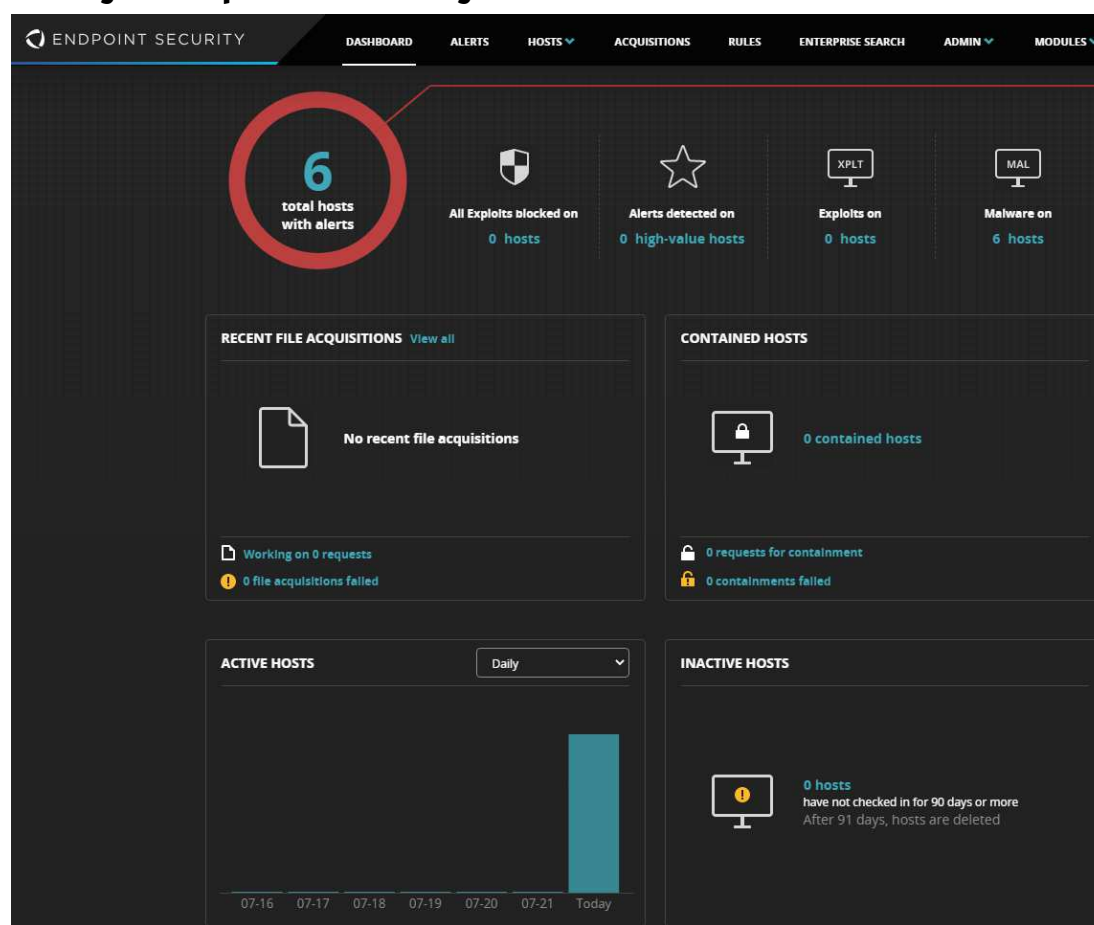 ENDPOINT SECURITY
DASHBOARD ALERTS HOSTS ACQUISITIONS RULES ENTERPRISE SEARCH ADMIN MODULES
6
total hosts
with alerts
All Exploits blocked on
0 hosts
Alerts detected on
0 high-value hosts
XPLT
Exploits on
0 hosts
MAL
Malware on
6 hosts
RECENT FILE ACQUISITIONS View all
No recent file acquisitions
Working on 0 requests
0 file acquisitions failed
CONTAINED HOSTS
0 contained hosts
0 requests for containment
0 containments failed
ACTIVE HOSTS
Daily
07-16 07-17 07-18 07-19 07-20 07-21 Today
INACTIVE HOSTS
0 hosts
have not checked in for 90 days or more
After 91 days, hosts are deleted